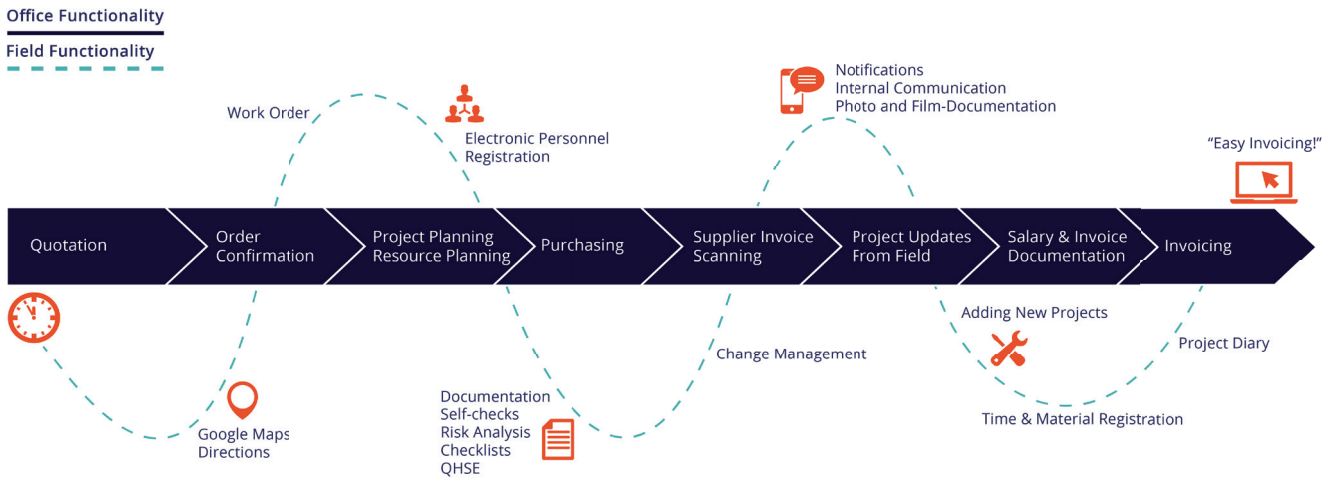 Office Functionality
Field Functionality
Work Order
Electronic Personnel
Registration
Notifications
Internal Communication
Photo and Film-Documentation
“Easy Invoicing!”
Quotation
Order
Confirmation
Project Planning
Resource Planning
Purchasing
Supplier Invoice
Scanning
Project Updates
From Field
Salary & Invoice
Documentation
Invoicing
Google Maps
Directions
Documentation
Self-checks
Risk Analysis
Checklists
QHSE
Change Management
Adding New Projects
Time & Material Registration
Project Diary